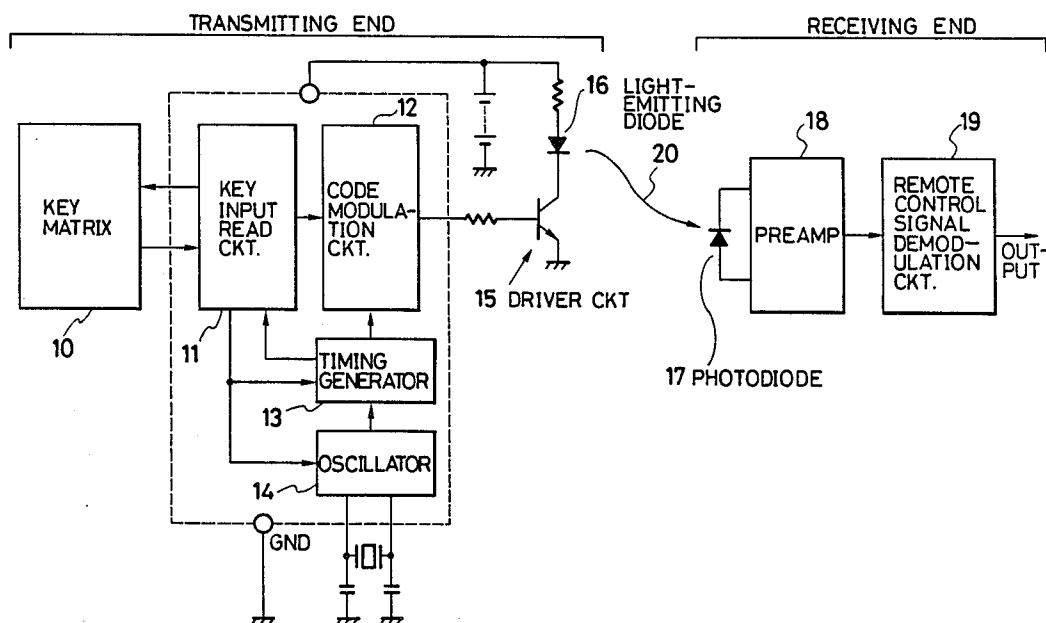 TRANSMITTING END
RECEIVING END
10
KEY
MATRIX
11
KEY
INPUT
READ
CKT.
12
CODE
MODULA-
TION
CKT.
13
TIMING
GENERATOR
14
OSCILLATOR
GND
15 DRIVER CKT
16
LIGHT-
EMITTING
DIODE
20
17 PHOTODIODE
18
PREAMP
19
REMOTE
CONTROL
SIGNAL
DEMOD-
ULATION
CKT.
OUT-
PUT